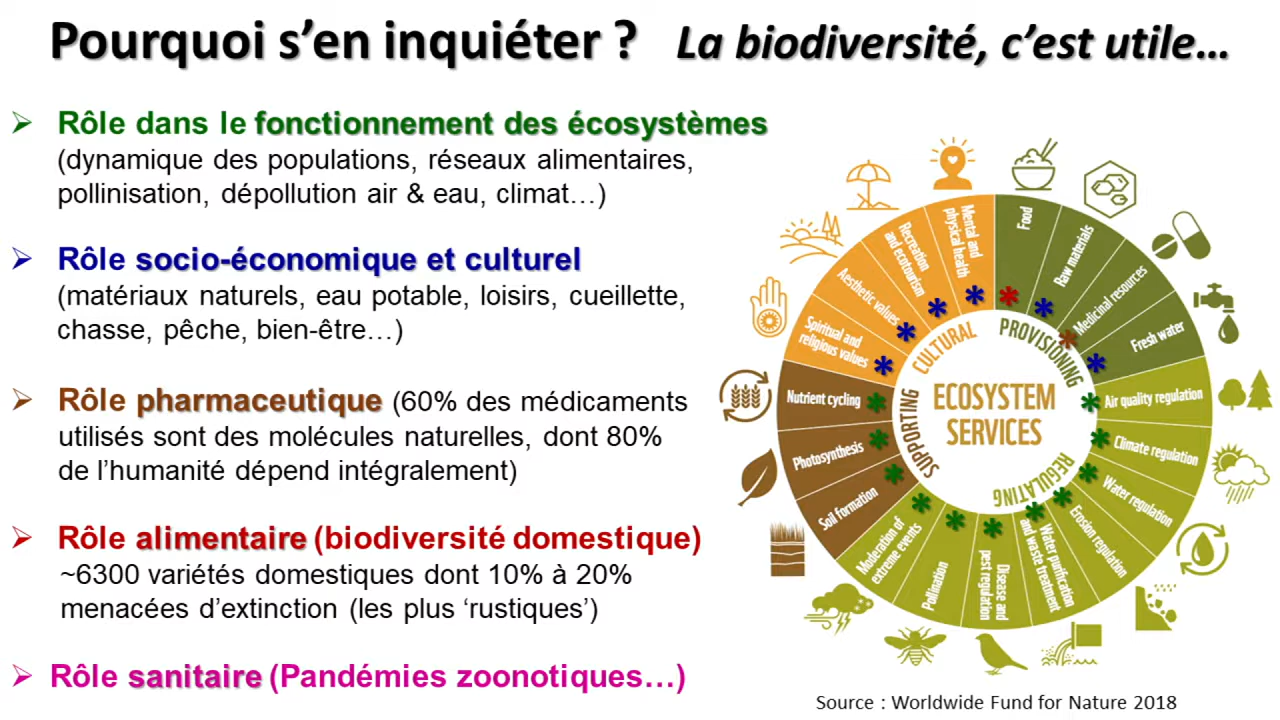 Pourquoi s’en inquiéter ? La biodiversité, c’est utile…
Rôle dans le fonctionnement des écosystèmes
(dynamique des populations, réseaux alimentaires,
pollinisation, dépollution air & eau, climat…)
Rôle socio-économique et culturel
(matériaux naturels, eau potable, loisirs, cueillette,
chasse, pêche, bien-être…)
Rôle pharmaceutique (60% des médicaments
utilisés sont des molécules naturelles, dont 80%
de l’humanité dépend intégralement)
Rôle alimentaire (biodiversité domestique)
~6300 variétés domestiques dont 10% à 20%
menacées d’extinction (les plus ‘rustiques’)
Rôle sanitaire (Pandémies zoonotiques…)
ECOSYSTEM
SERVICES
PROVISIONING
Food
Raw materials
Medicinal resources
Fresh water
REGULATING
Air quality regulation
Climate regulation
Water regulation
Erosion regulation
Water purification
and waste treatment
Disease and
pest regulation
Pollination
Moderation of
extreme events
SUPPORTING
Soil formation
Photosynthesis
Nutrient cycling
CULTURAL
Spiritual and
religious values
Aesthetic values
Recreation
and ecotourism
Mental and
physical health
Source : Worldwide Fund for Nature 2018